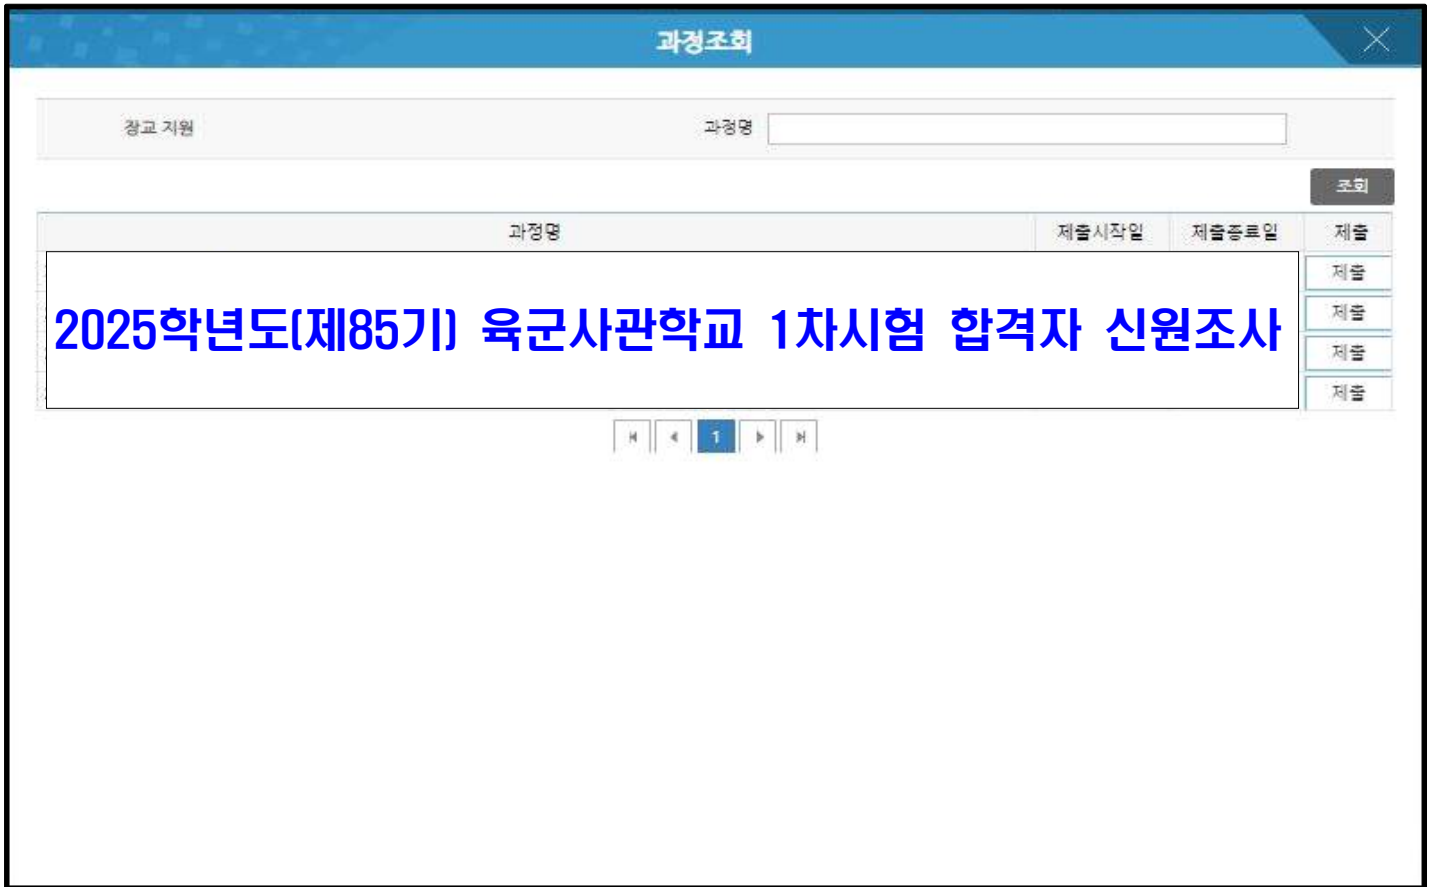 과정조회
장교 지원 과정명
조회
과정명 제출시작일 제출종료일 제출
제출
2025학년도(제85기) 육군사관학교 1차시험 합격자 신원조사
제출
제출
제출
1